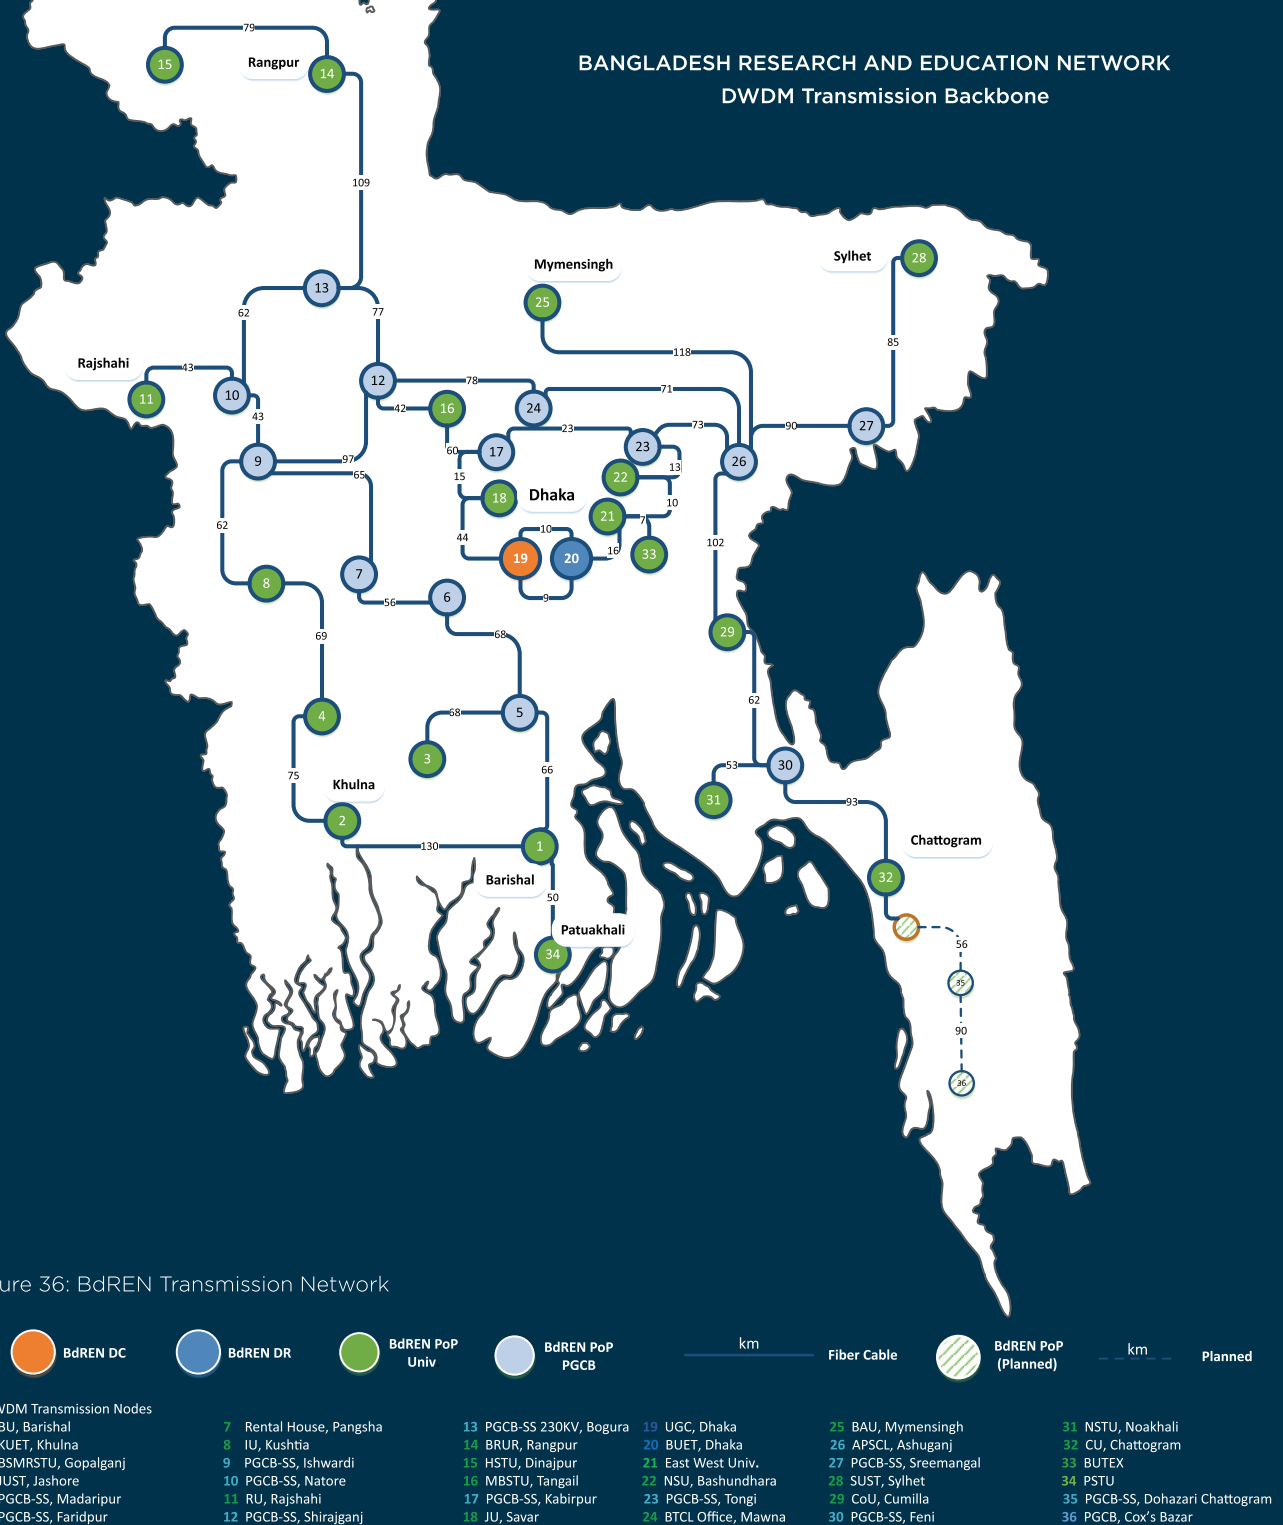 BANGLADESH RESEARCH AND EDUCATION NETWORK
DWDM Transmission Backbone
79
15
Rangpur
14
109
Mymensingh
Sylhet
28
25
13
62
77
118
85
Rajshahi
43
12
78
71
11
10
42
16
24
43
23
73
90
27
9
97
60
17
23
26
65
15
22
13
18
Dhaka
10
62
44
10
21
7
102
19
20
16
33
8
7
56
6
9
69
68
29
4
68
5
62
75
3
66
53
30
Khulna
31
93
2
130
1
Chattogram
Barishal
32
50
Patuakhali
34
56
35
90
36
ure 36: BdREN Transmission Network
BdREN DC
BdREN DR
BdREN PoP
Univ
BdREN PoP
PGCB
km
Fiber Cable
BdREN PoP
(Planned)
km
Planned
WDM Transmission Nodes
BU, Barishal
KUET, Khulna
BSMRSTU, Gopalganj
JUST, Jashore
PGCB-SS, Madaripur
PGCB-SS, Faridpur
7 Rental House, Pangsha
8 IU, Kushtia
9 PGCB-SS, Ishwardi
10 PGCB-SS, Natore
11 RU, Rajshahi
12 PGCB-SS, Shirajganj
13 PGCB-SS 230KV, Bogura
14 BRUR, Rangpur
15 HSTU, Dinajpur
16 MBSTU, Tangail
17 PGCB-SS, Kabirpur
18 JU, Savar
19 UGC, Dhaka
20 BUET, Dhaka
21 East West Univ.
22 NSU, Bashundhara
23 PGCB-SS, Tongi
24 BTCL Office, Mawna
25 BAU, Mymensingh
26 APSCL, Ashuganj
27 PGCB-SS, Sreemangal
28 SUST, Sylhet
29 CoU, Cumilla
30 PGCB-SS, Feni
31 NSTU, Noakhali
32 CU, Chattogram
33 BUTEX
34 PSTU
35 PGCB-SS, Dohazari Chattogram
36 PGCB, Cox's Bazar